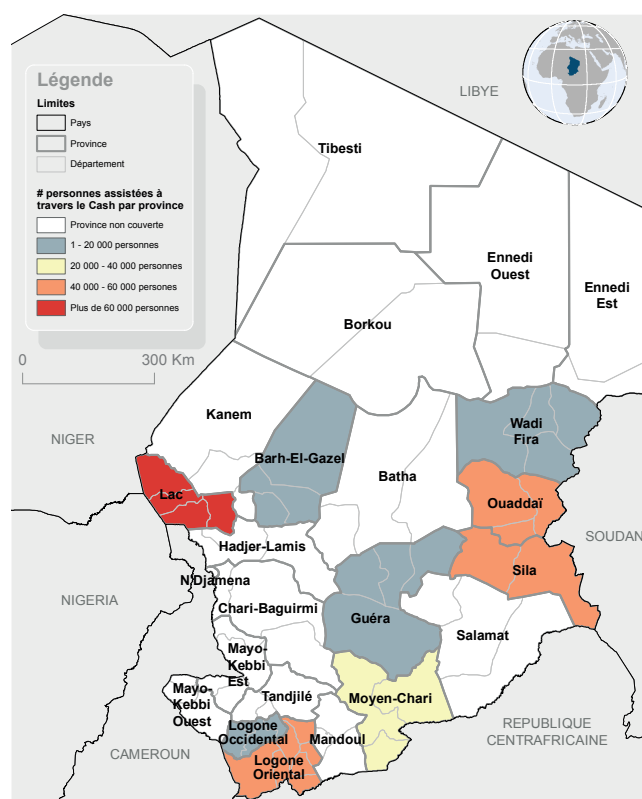 Légende
Limites
Pays
Province
Département
# personnes assistées à
travers le Cash par province
Province non couverte
1 - 20 000 personnes
20 000 - 40 000 personnes
40 000 - 60 000 persones
Plus de 60 000 personnes
0 300 Km
LIBYE
Tibesti
Ennedi
Ouest
Ennedi
Est
Borkou
Kanem
NIGER
Barh-El-Gazel
Wadi
Fira
Batha
Lac
Ouaddaï
SOUDAN
Hadjer-Lamis
Sila
N'Djamena
NIGERIA
Chari-Baguirmi
Guéra
Salamat
Mayo-
Kebbi
Est
Mayo-
Kebbi
Ouest
Tandjilé
Moyen-Chari
Logone
Occidental
Mandoul
REPUBLIQUE
CENTRAFRICAINE
CAMEROUN
Logone
Oriental